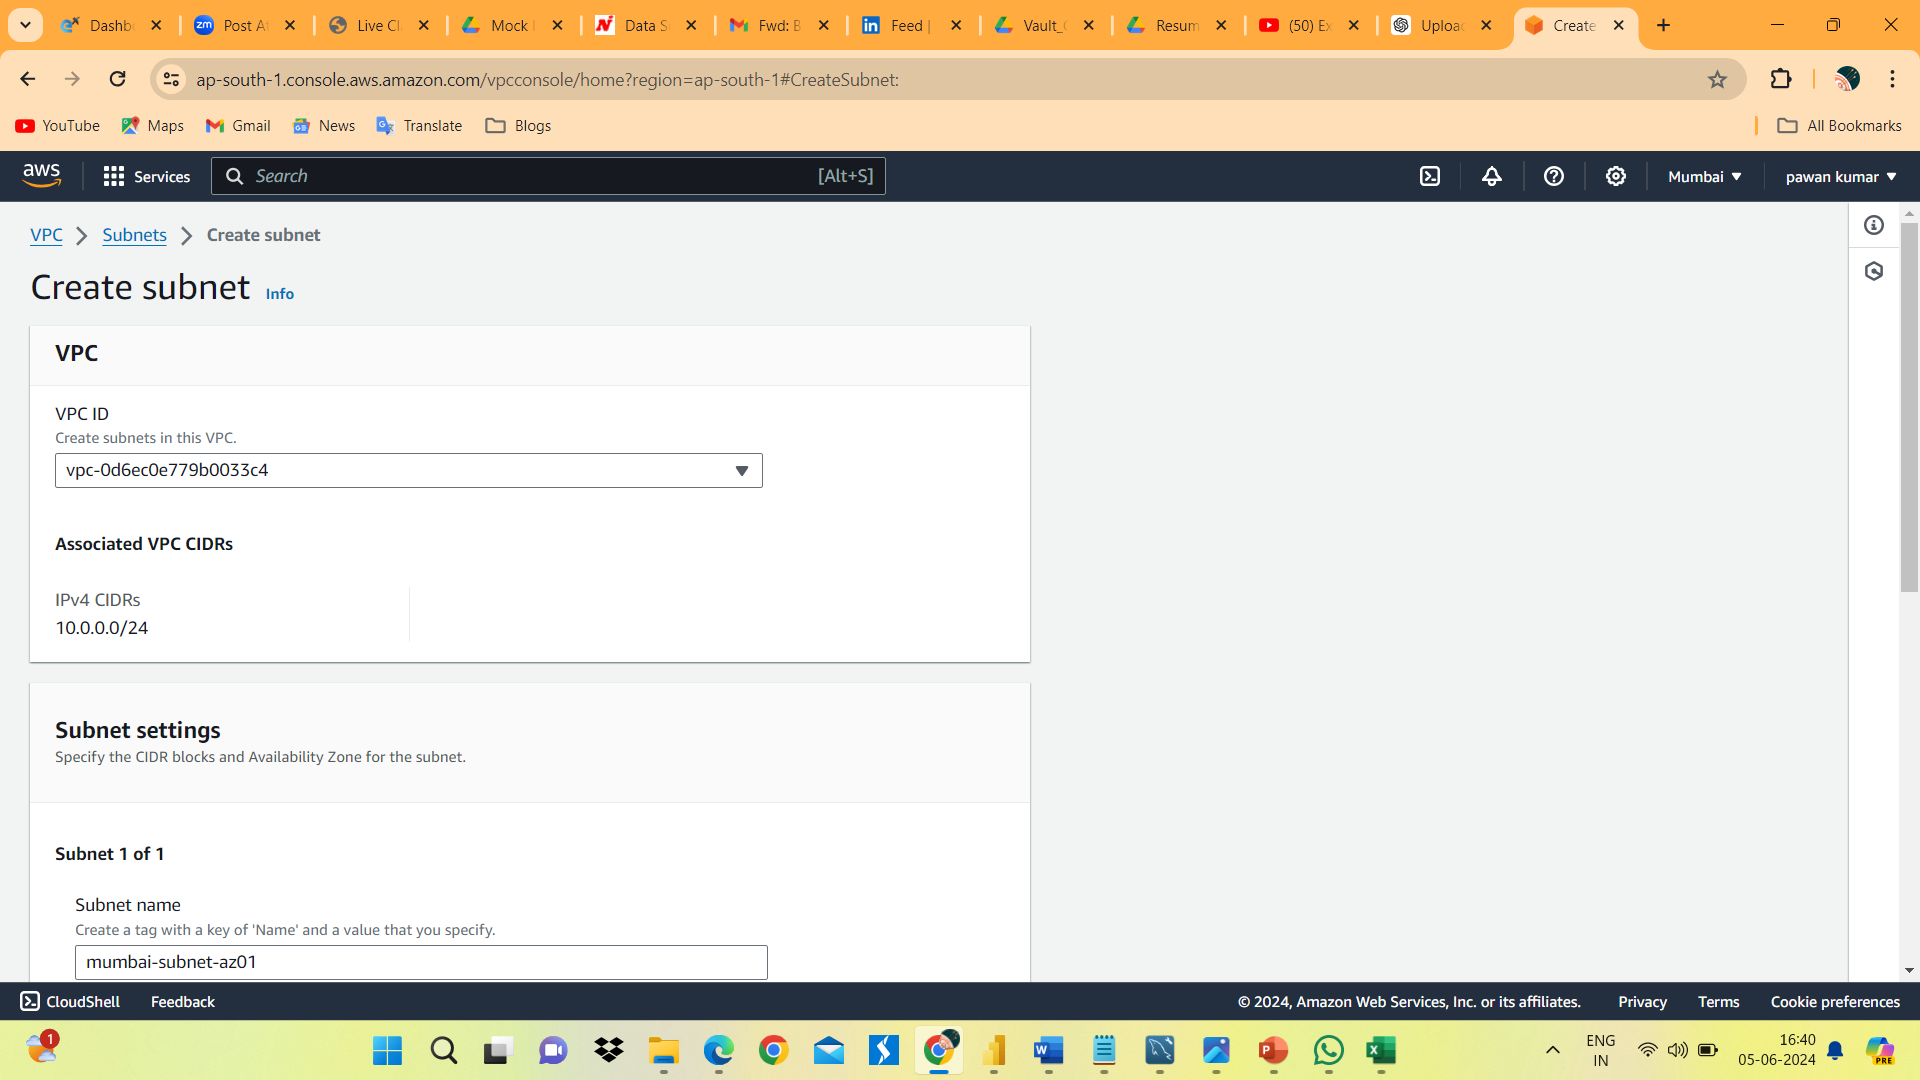 Dashb
Post A
Live Cl
Mock
Data S
Fwd: B
Feed |
Vault_
Resum
(50) Ex
Uploa
Create
ap-south-1.console.aws.amazon.com/vpcconsole/home?region=ap-south-1#CreateSubnet:
YouTube
Maps
Gmail
News
Translate
Blogs
All Bookmarks
aws
Services
Search
[Alt+S]
Mumbai
pawan kumar
VPC
Subnets
Create subnet
Create subnet
Info
VPC
VPC ID
Create subnets in this VPC.
vpc-0d6ec0e779b0033c4
Associated VPC CIDRs
IPv4 CIDRs
10.0.0.0/24
Subnet settings
Specify the CIDR blocks and Availability Zone for the subnet.
Subnet 1 of 1
Subnet name
Create a tag with a key of 'Name' and a value that you specify.
mumbai-subnet-az01
CloudShell
Feedback
© 2024, Amazon Web Services, Inc. or its affiliates.
Privacy
Terms
Cookie preferences
1
ENG
IN
16:40
05-06-2024
PRE